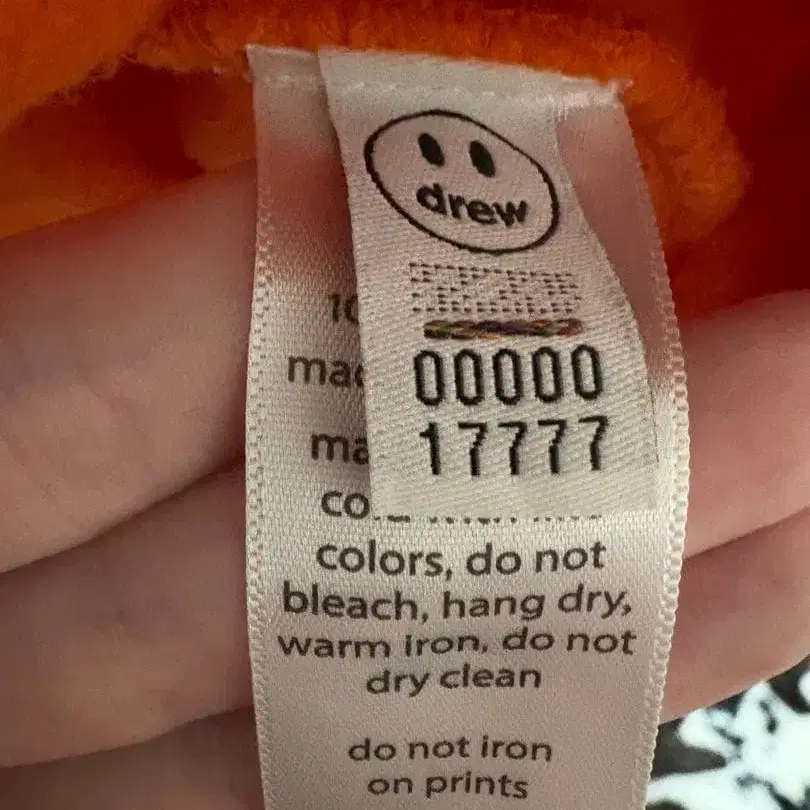 drew
00000
17777
colors, do not
bleach, hang dry,
warm iron, do not
dry clean
do not iron
on prints